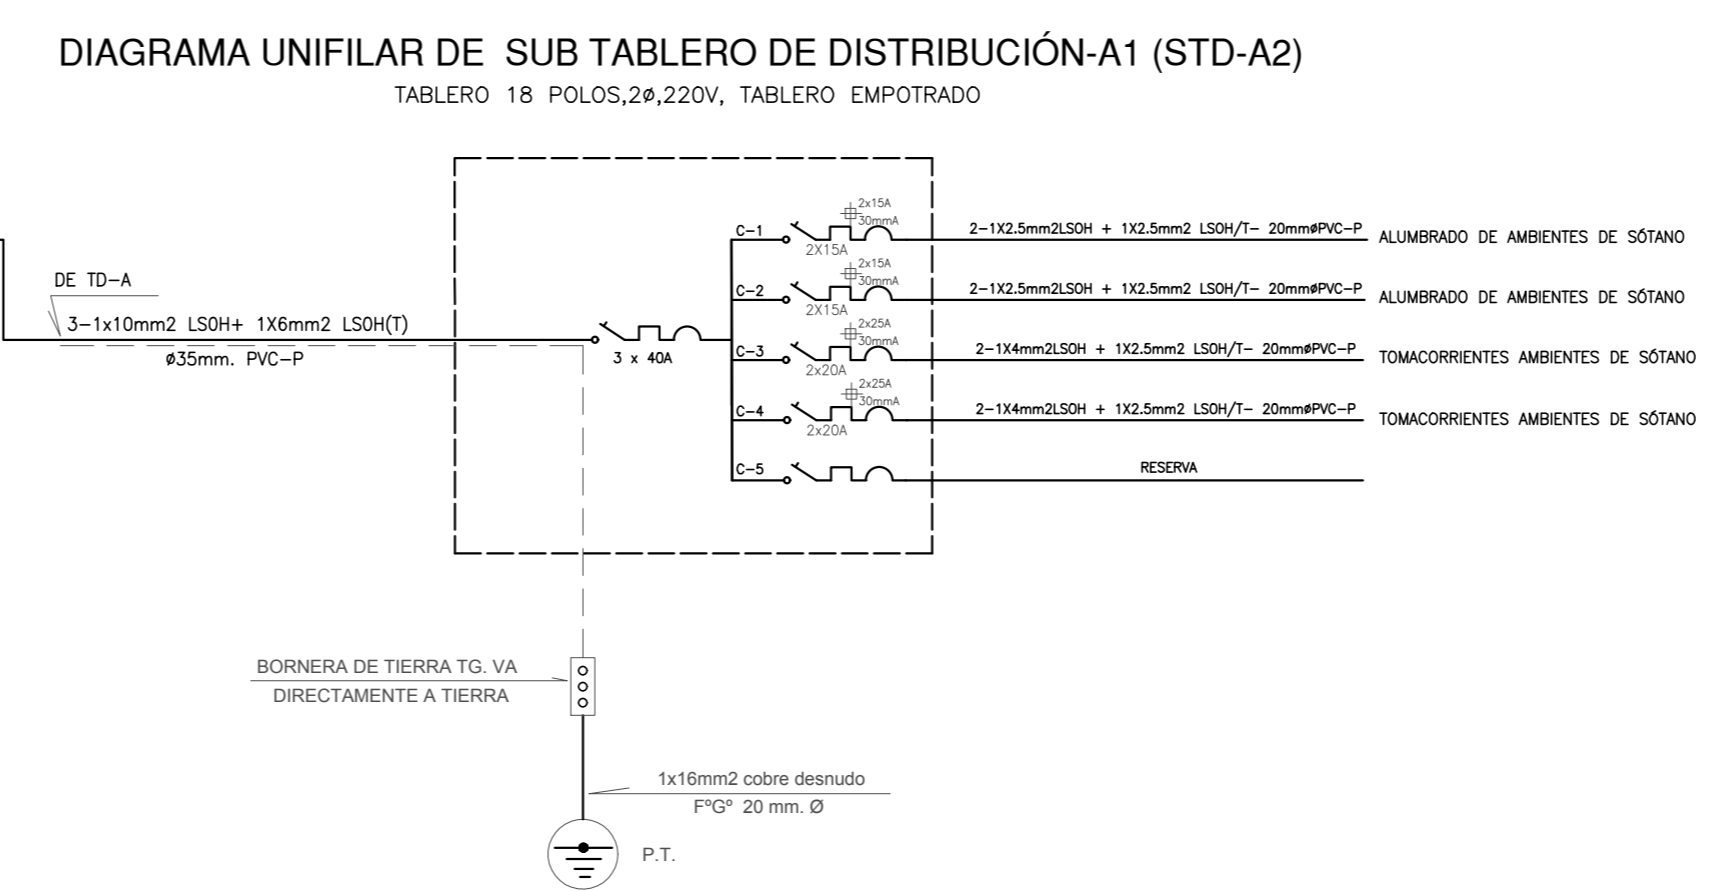 DIAGRAMA UNIFILAR DE SUB TABLERO DE DISTRIBUCIÓN-A1 (STD-A2)
TABLERO 18 POLOS,2ø,220V, TABLERO EMPOTRADO
DE TD-A
3-1x10mm2 LSOH+ 1X6mm2 LSOH(T)
ø35mm. PVC-P
3 x 40A
C-1
2x15A
30mmA
2X15A
2-1X2.5mm2LSOH + 1X2.5mm2 LSOH/T- 20mmøPVC-P
ALUMBRADO DE AMBIENTES DE SÓTANO
C-2
2x15A
30mmA
2X15A
2-1X2.5mm2LSOH + 1X2.5mm2 LSOH/T- 20mmøPVC-P
ALUMBRADO DE AMBIENTES DE SÓTANO
C-3
2x25A
30mmA
2x20A
2-1X4mm2LSOH + 1X2.5mm2 LSOH/T- 20mmøPVC-P
TOMACORRIENTES AMBIENTES DE SÓTANO
C-4
2x25A
30mmA
2x20A
2-1X4mm2LSOH + 1X2.5mm2 LSOH/T- 20mmøPVC-P
TOMACORRIENTES AMBIENTES DE SÓTANO
C-5
RESERVA
BORNERA DE TIERRA TG. VA
DIRECTAMENTE A TIERRA
1x16mm2 cobre desnudo
FºGº 20 mm. Ø
P.T.